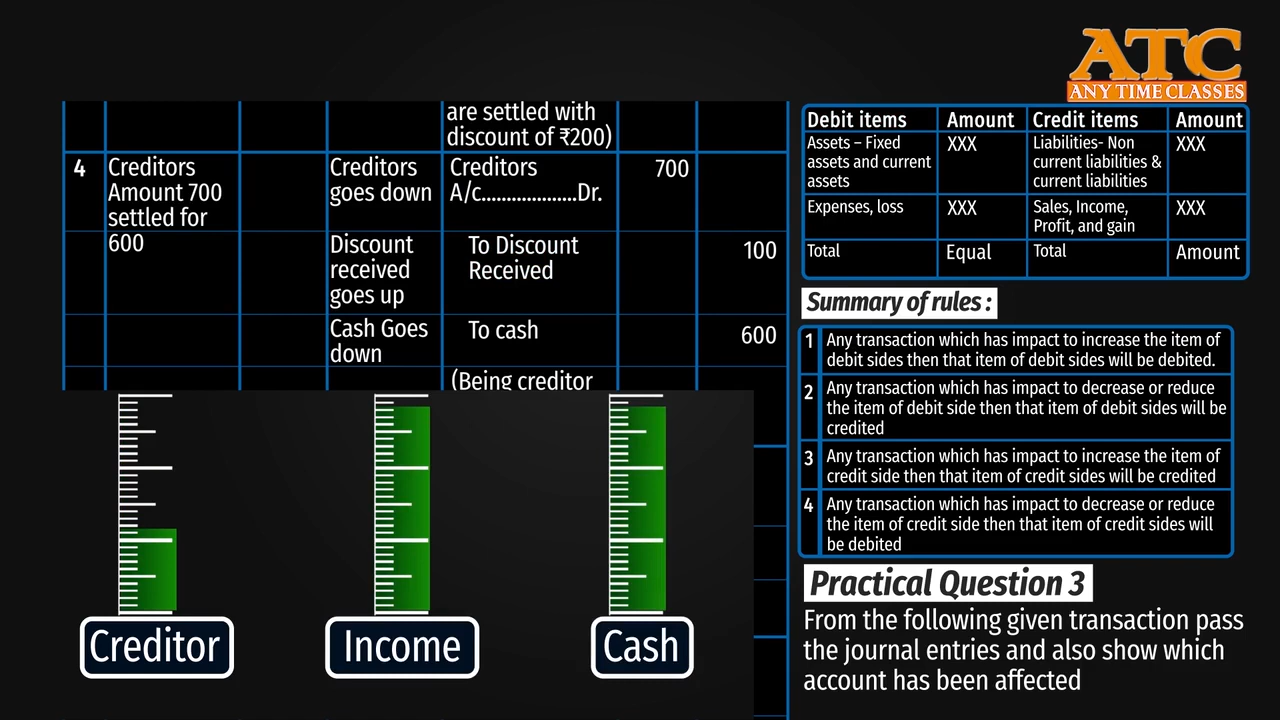 ATC
ANY TIME CLASSES
are settled with
discount of ₹200)
4
Creditors
Amount 700
settled for
600
Creditors
goes down
Creditors
A/c...................Dr.
700
Discount
received
goes up
To Discount
Received
100
Cash Goes
down
To cash
600
(Being creditor
Creditor
Income
Cash
Debit items
Amount
Credit items
Amount
Assets – Fixed
assets and current
assets
XXX
Liabilities- Non
current liabilities &
current liabilities
XXX
Expenses, loss
XXX
Sales, Income,
Profit, and gain
XXX
Total
Equal
Total
Amount
Summary of rules :
1
Any transaction which has impact to increase the item of
debit sides then that item of debit sides will be debited.
2
Any transaction which has impact to decrease or reduce
the item of debit side then that item of debit sides will be
credited
3
Any transaction which has impact to increase the item of
credit side then that item of credit sides will be credited
4
Any transaction which has impact to decrease or reduce
the item of credit side then that item of credit sides will
be debited
Practical Question 3
From the following given transaction pass
the journal entries and also show which
account has been affected